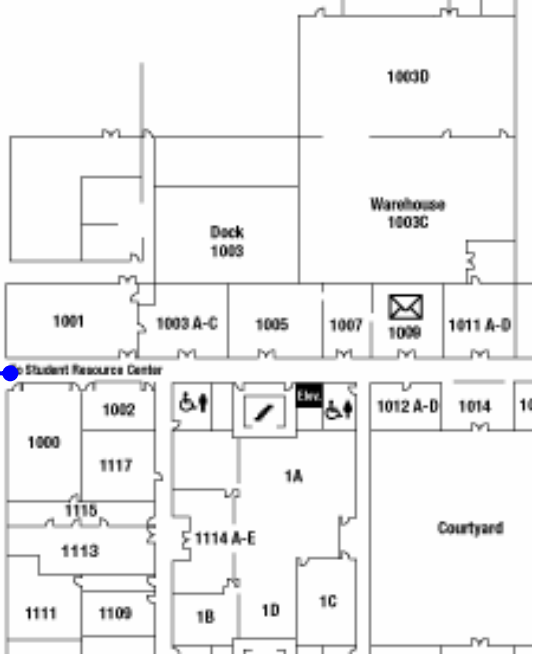 1003D
Warehouse
1003C
Dock
1003
1001
1003 A-C
1005
1007
1009
1011 A-D
o Student Resource Center
1002
Elev.
1012 A-D
1014
10
1000
1117
1A
1115
1114 A-E
Courtyard
1113
1111
1109
1B
1D
1C